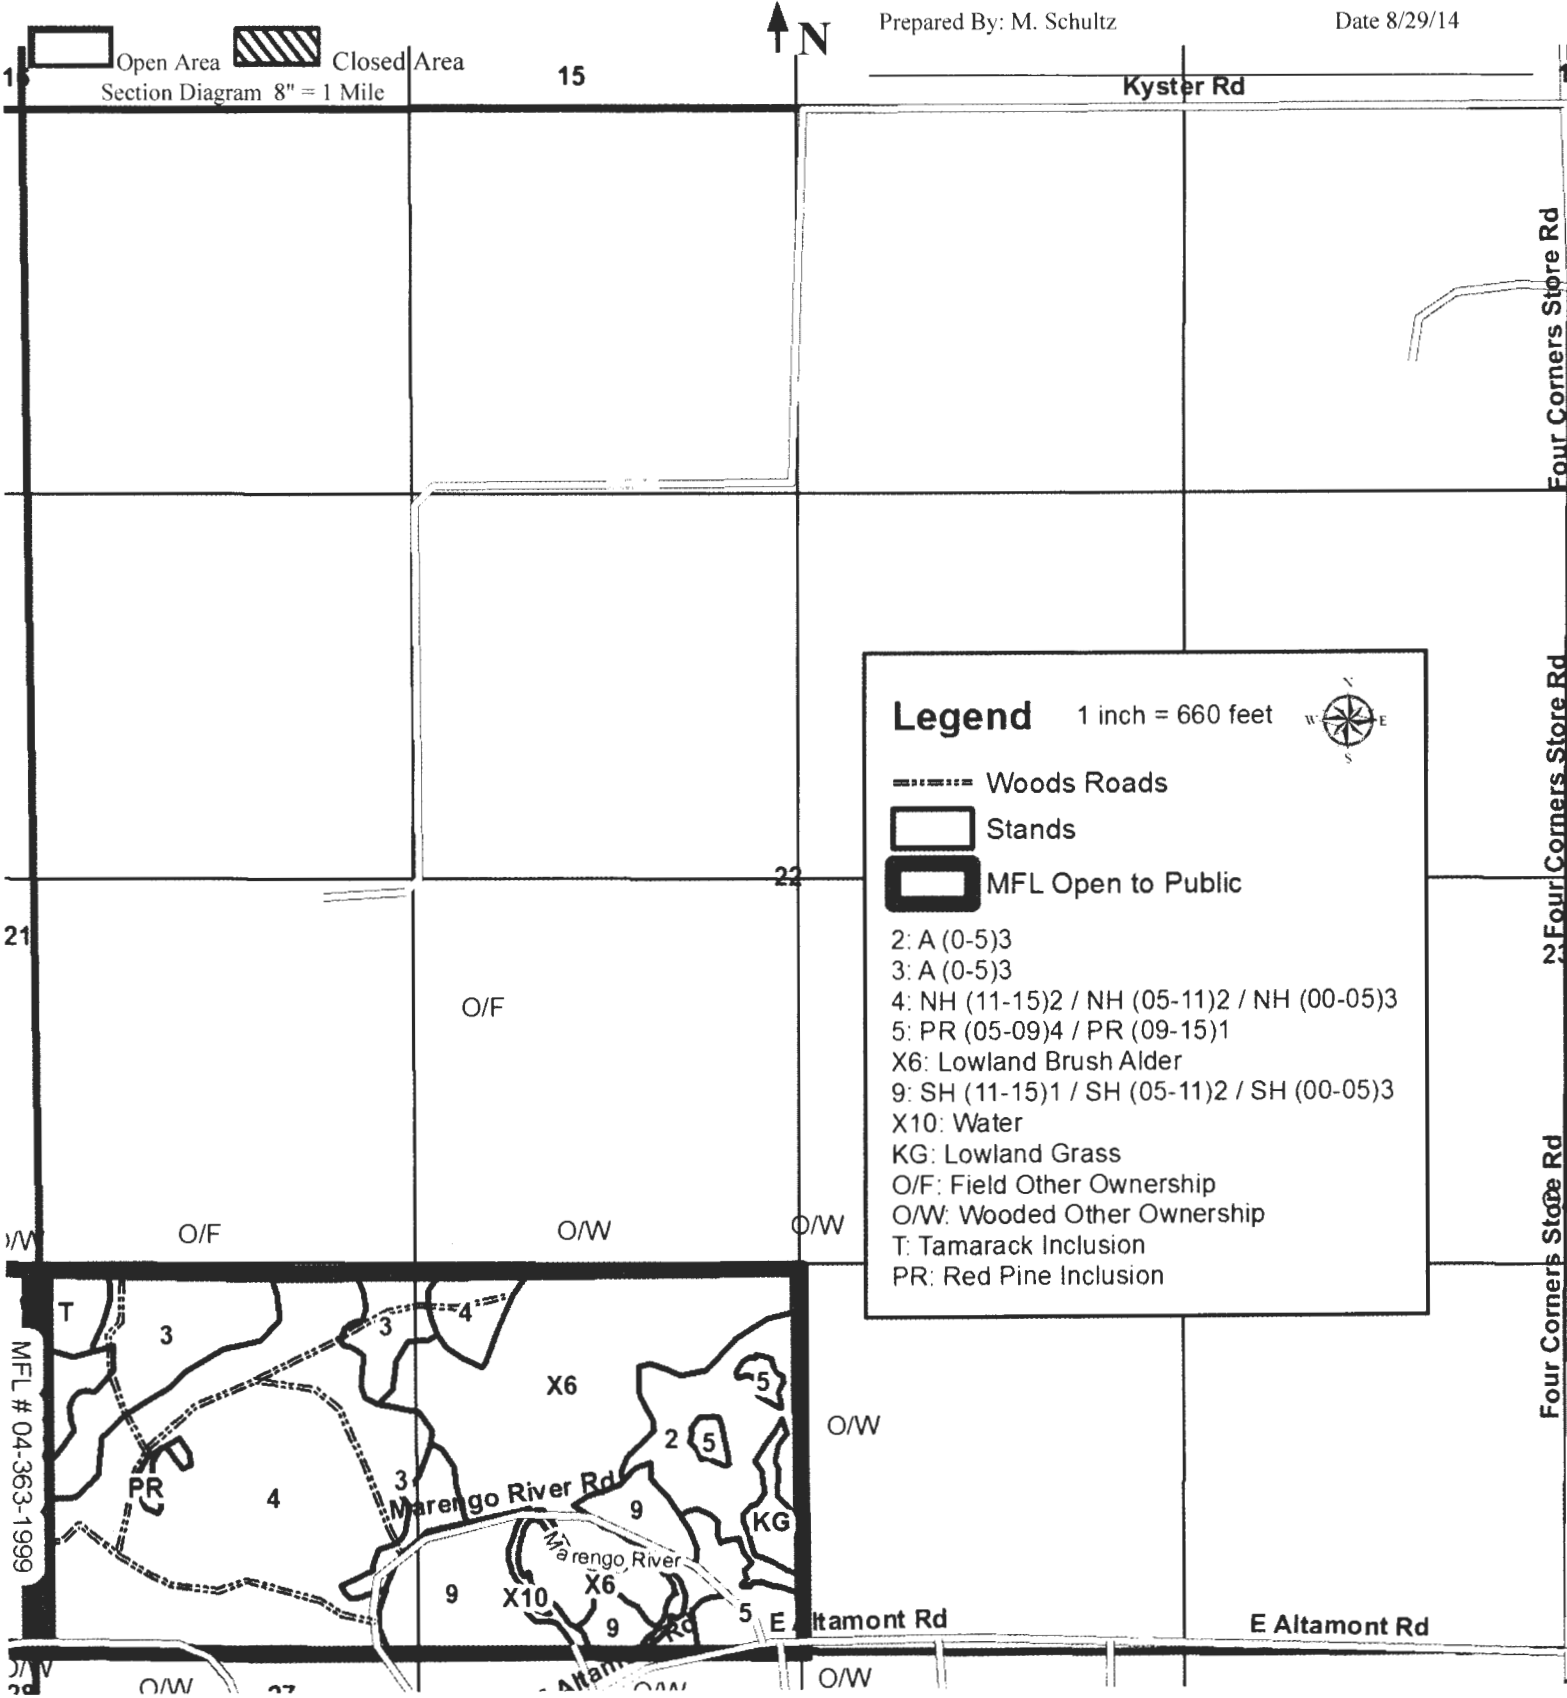 N
Prepared By: M. Schultz
Date 8/29/14
Open Area
Closed Area
Section Diagram 8" = 1 Mile
15
Kyster Rd
Four Corners Store Rd
Legend
1 inch = 660 feet
N
W
E
S
Woods Roads
Stands
MFL Open to Public
2: A (0-5)3
3: A (0-5)3
4: NH (11-15)2 / NH (05-11)2 / NH (00-05)3
5: PR (05-09)4 / PR (09-15)1
X6: Lowland Brush Alder
9: SH (11-15)1 / SH (05-11)2 / SH (00-05)3
X10: Water
KG: Lowland Grass
O/F: Field Other Ownership
O/W: Wooded Other Ownership
T: Tamarack Inclusion
PR: Red Pine Inclusion
Four Corners Store Rd
22
21
O/F
Four Corners Store Rd
O/F
O/W
O/W
T
3
3
4
X6
5
2
5
O/W
MFL # 04-363-1999
PR
4
3
Marengo River Rd
9
KG
Marengo River
9
X10
X6
9
5
Rd
E Altamont Rd
E Altamont Rd
Altamo
O/W
O/W
O/W
27